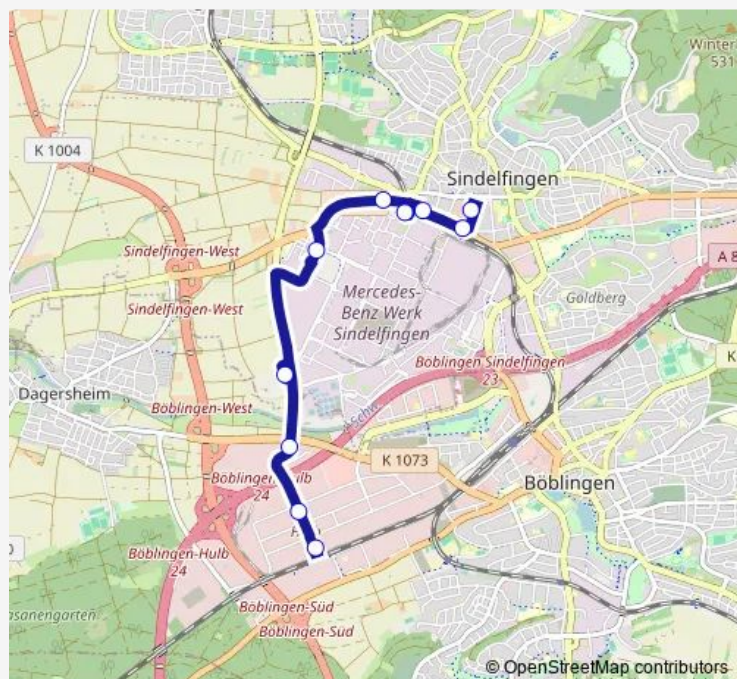 Winter
531
K 1004
Sindelfingen
Sindelfingen-West
Sindelfingen-West
A 8
Goldberg
Mercedes-
Benz Werk
Sindelfingen
Böblingen Sindelfingen
23
K
Dagersheim
Böblingen-West
K 1073
Böblingen-Hulb
24
Böblingen
Böblingen-Hulb
24
Böblingen-Süd
Böblingen-Süd
asanengarten
© OpenStreetMap contributors